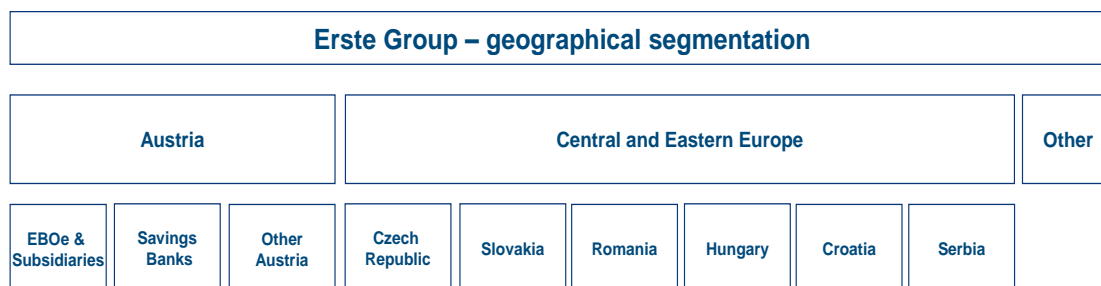 Erste Group – geographical segmentation
Austria
Central and Eastern Europe
Other
EBOe &
Subsidiaries
Savings
Banks
Other
Austria
Czech
Republic
Slovakia
Romania
Hungary
Croatia
Serbia